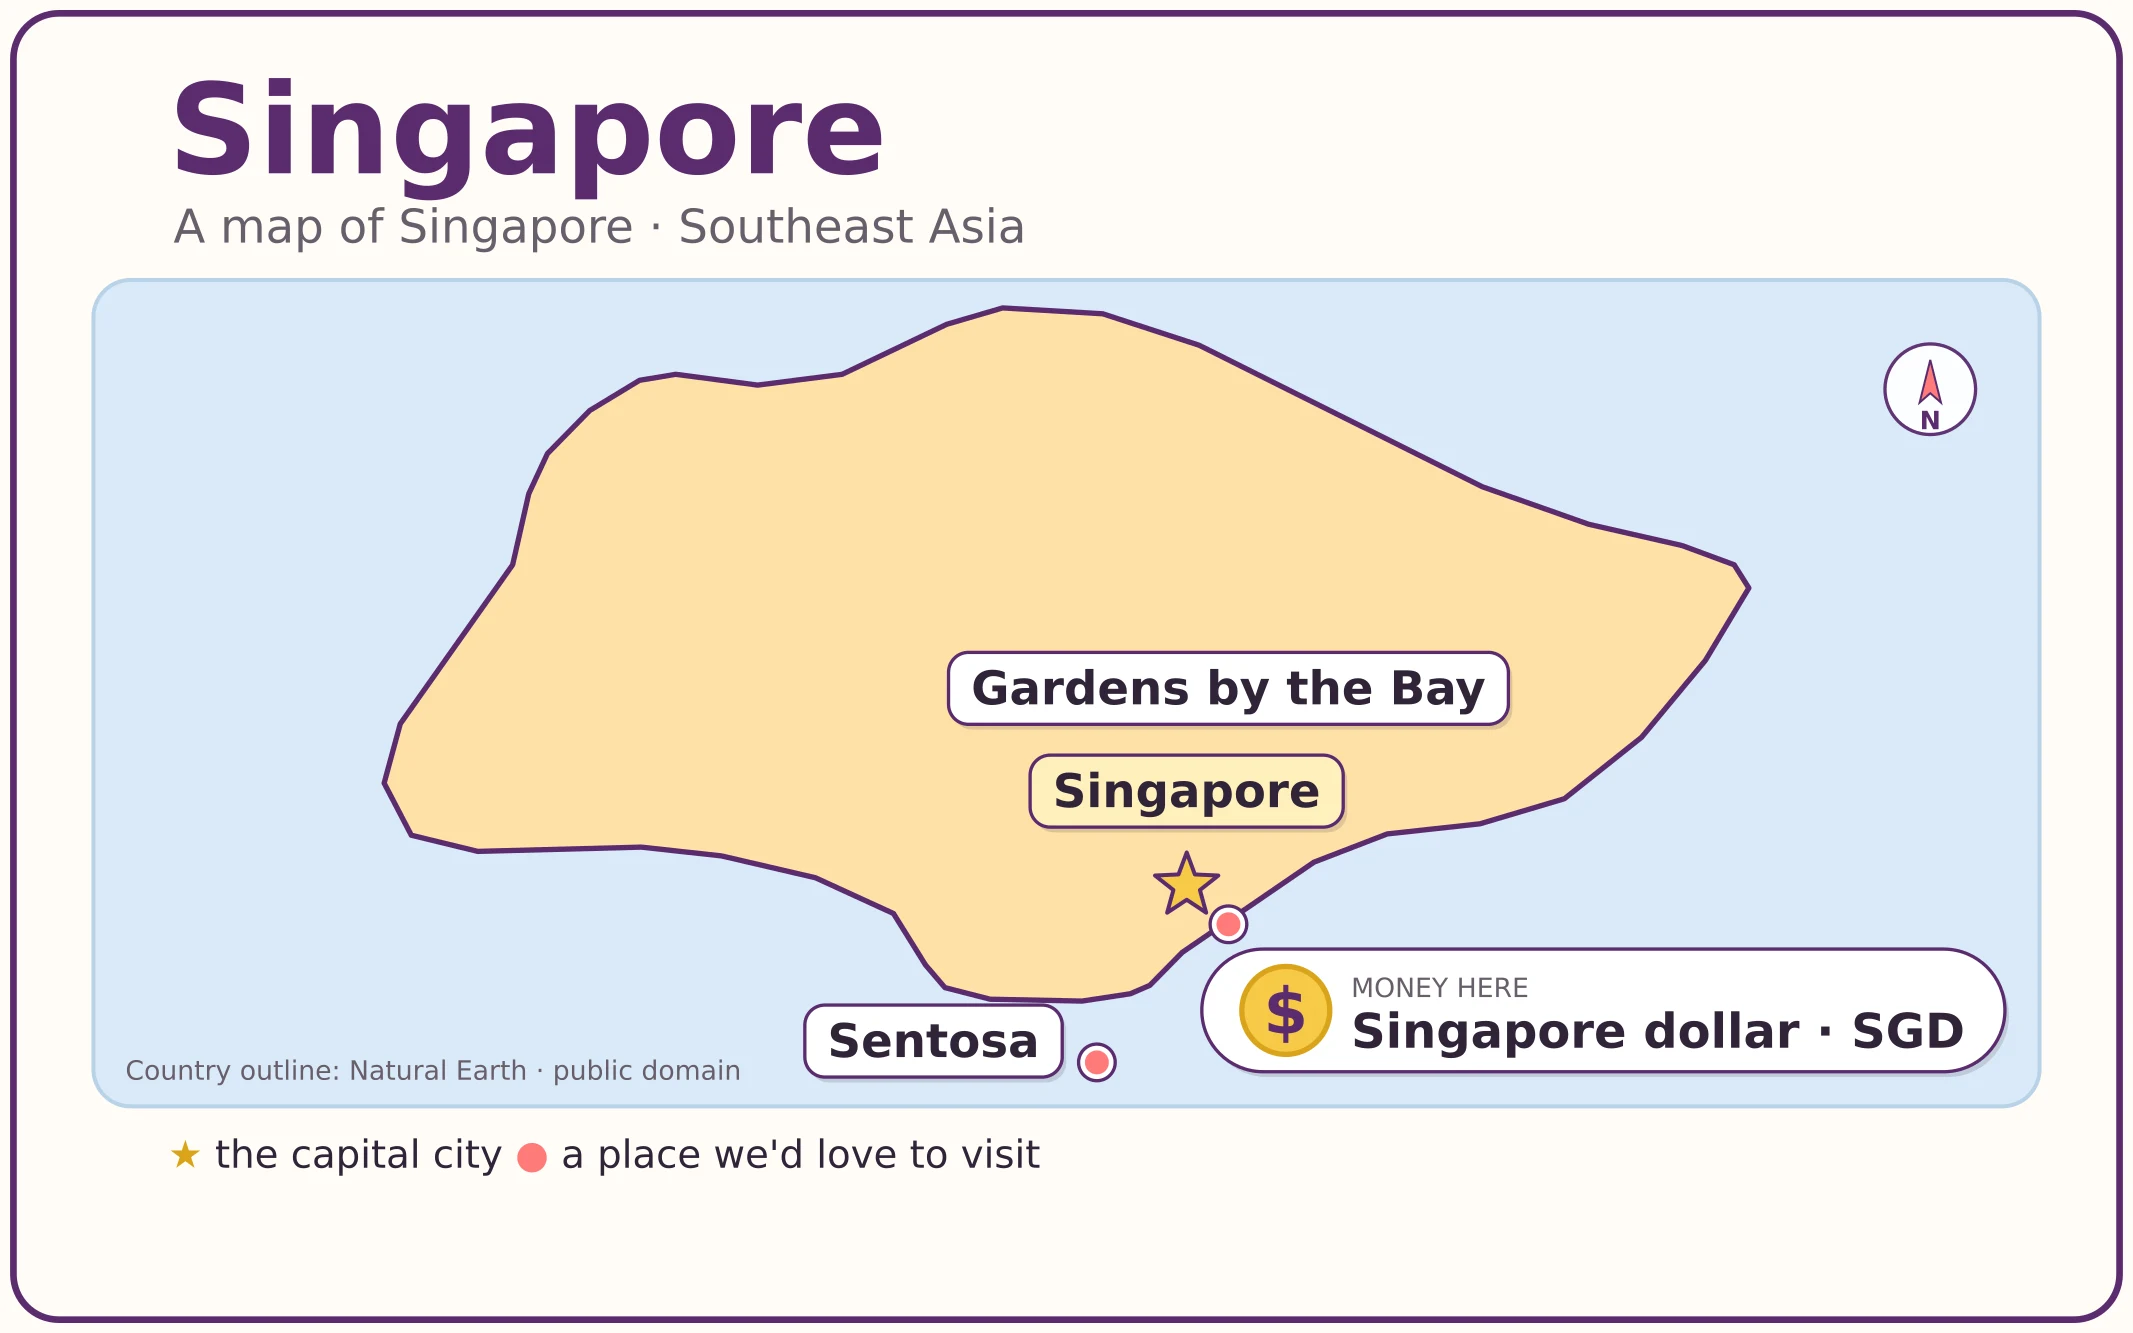 Singapore
A map of Singapore · Southeast Asia
N
Gardens by the Bay
Singapore
$
MONEY HERE
Singapore dollar · SGD
Sentosa
Country outline: Natural Earth · public domain
★ the capital city ● a place we'd love to visit